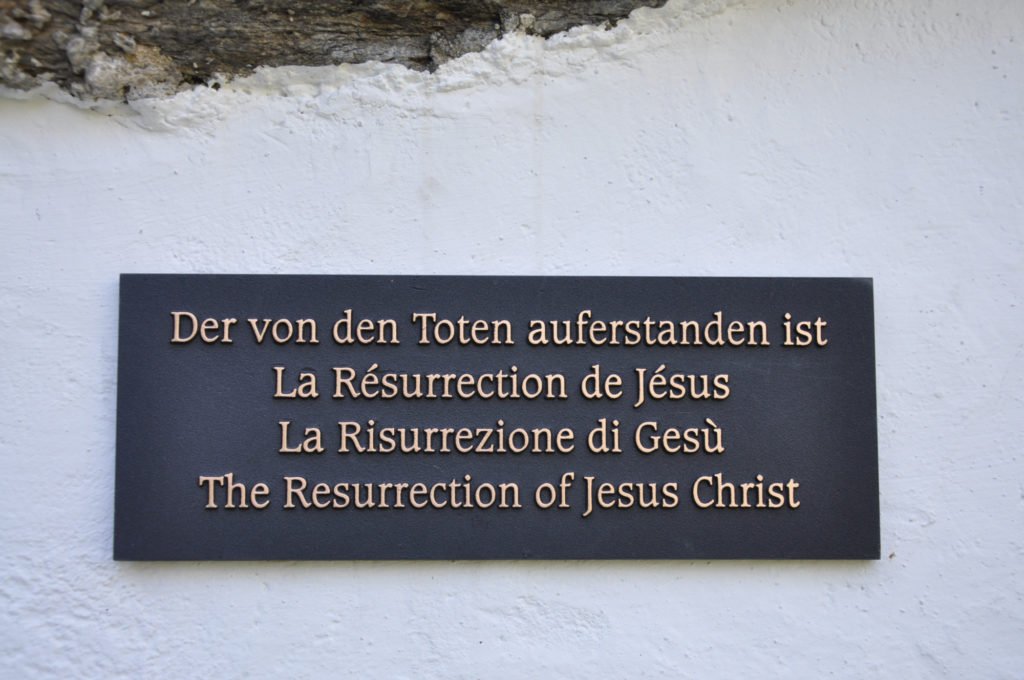 Der von den Toten auferstanden ist
La Résurrection de Jésus
La Risurrezione di Gesù
The Resurrection of Jesus Christ